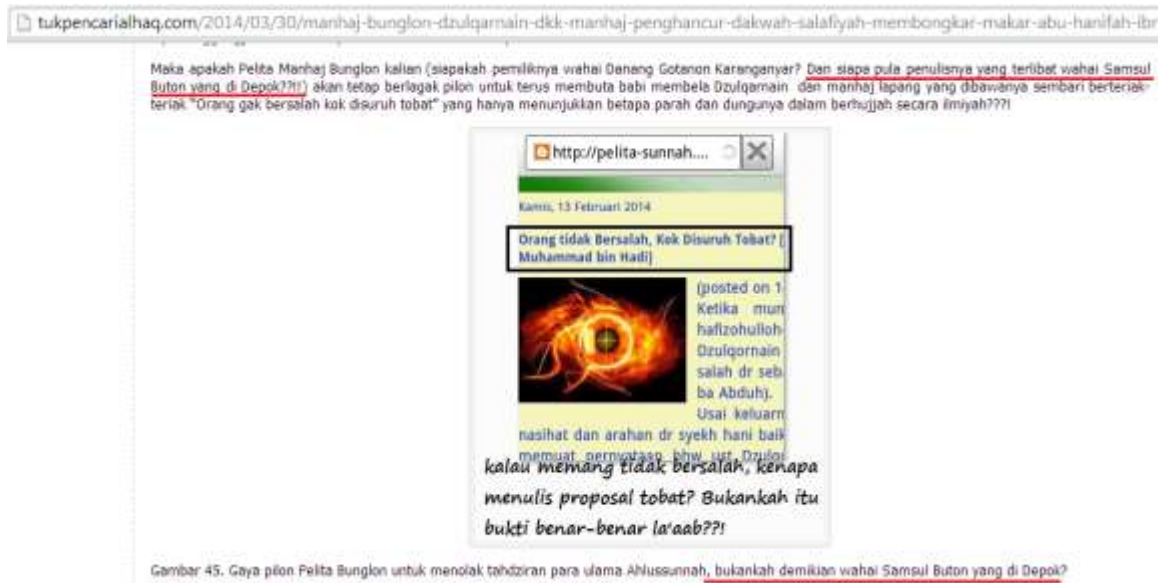 tukpencarialhaq.com/2014/03/30/manhaj-bunglon-dzulqarnain-dkk-manhaj-penghancur-dakwah-salafiyah-membongkar-makar-abu-hanifah-ibr
Maka apakah Pelita Manhaj Bunglon kalian (siapakah pemiliknya wahai Danang Gotanon Karanganyar? Dan siapa pula penulisnya yang terlibat wahai Samsul
Buton yang di Depok??!!) akan tetap berlagak pilon untuk terus membuta babi membela Dzulqarnain dan manhaj lapang yang dibawanya sembari berteriak-
teriak "Orang gak bersalah kok disuruh tobat" yang hanya menunjukkan betapa parah dan dungunya dalam berhujjah secara ilmiyah???!
http://pelita-sunnah....
Kamis, 13 Februari 2014
Orang tidak Bersalah, Kok Disuruh Tobat? [
Muhammad bin Hadi]
(posted on 1
Ketika mun
hafizohulloh
Dzulqornain
salah dr seb
ba Abduh).
Usai keluarn
nasihat dan arahan dr syekh hani baik
memuat pernyataan bhw ust Dzulqo
kalau memang tidak bersalah, kenapa
menulis proposal tobat? Bukankah itu
bukti benar-benar la'aab??!
Gambar 45. Gaya pilon Pelita Bunglon untuk menolak tahdziran para ulama Ahlussunnah, bukankah demikian wahai Samsul Buton yang di Depok?